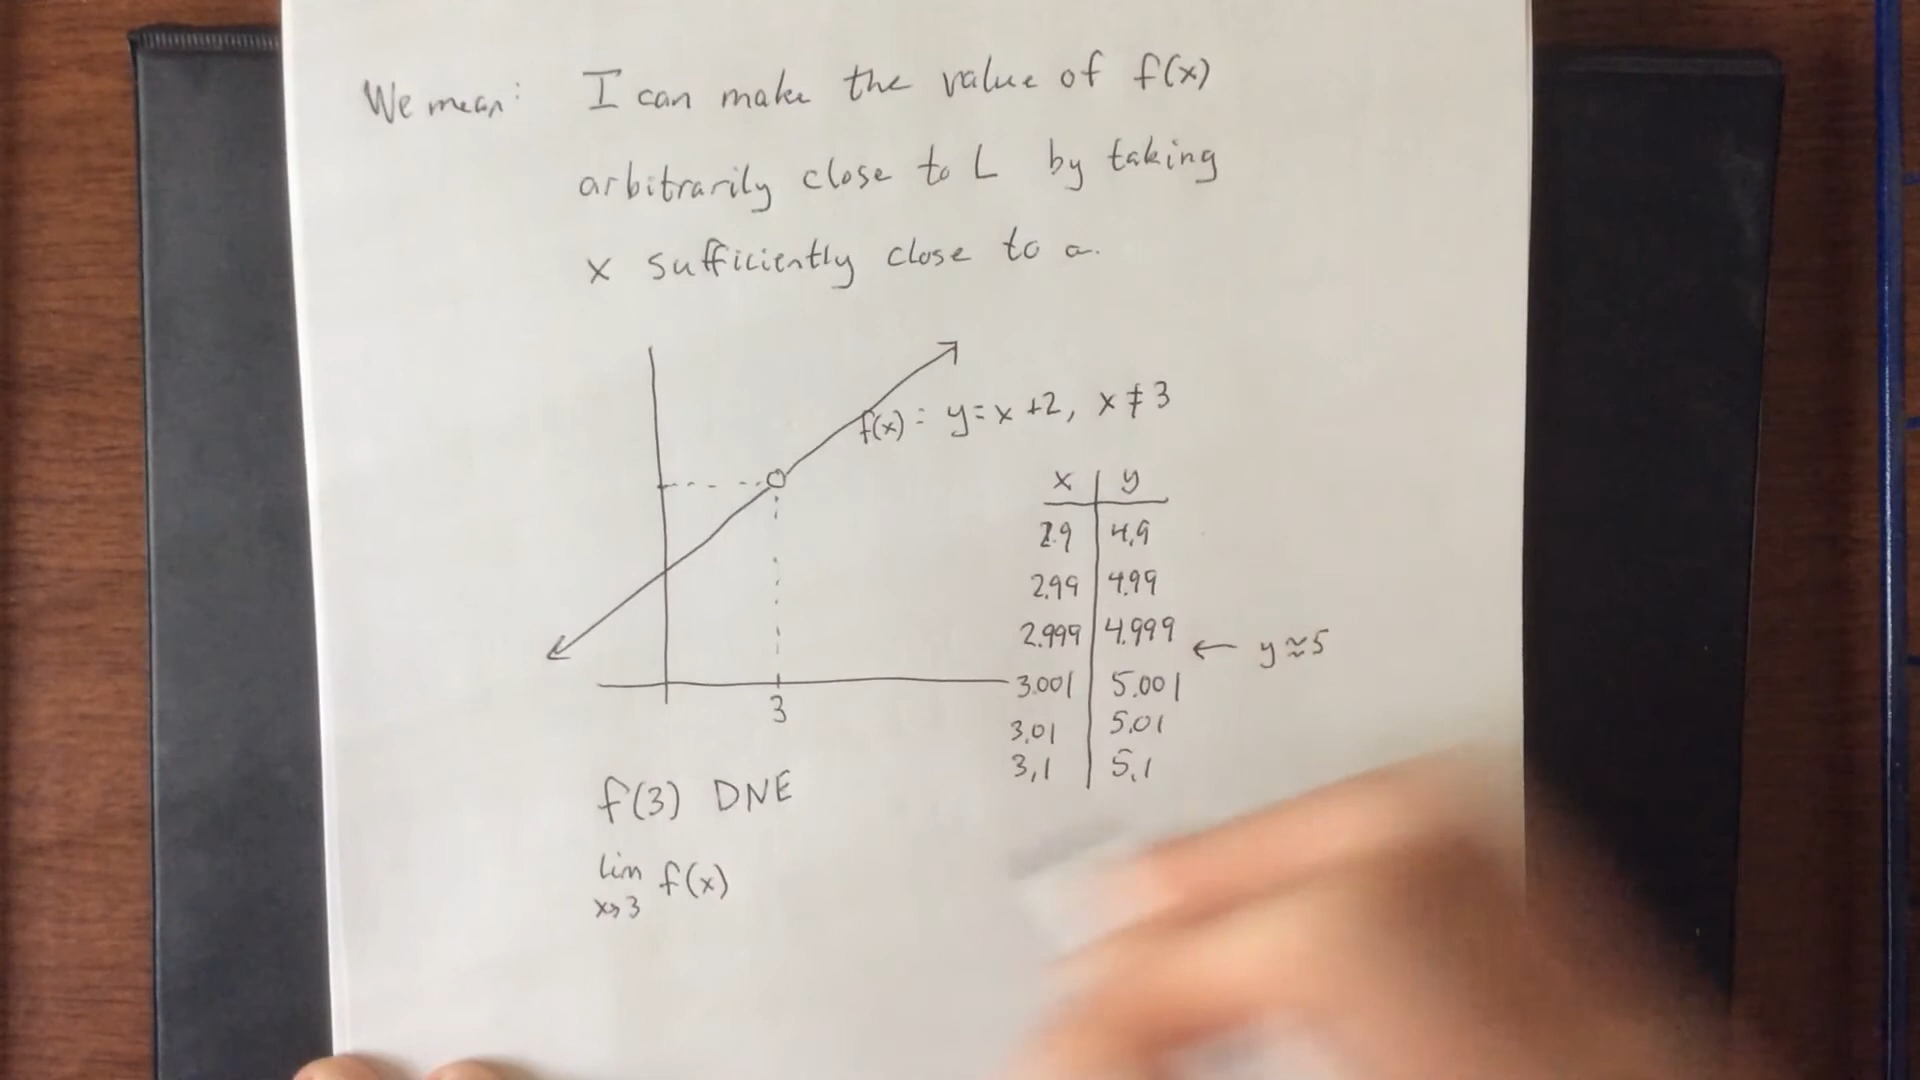 We mean: I can make the value of f(x)
arbitrarily close to L by taking
x sufficiently close to a.
f(x): y=x+2, x≠3
x | y
2.9 | 4.9
2.99 | 4.99
2.999 | 4.999
← y≈5
3.001 | 5.001
3.01 | 5.01
3.1 | 5.1
3
f(3) DNE
lim f(x)
x→3